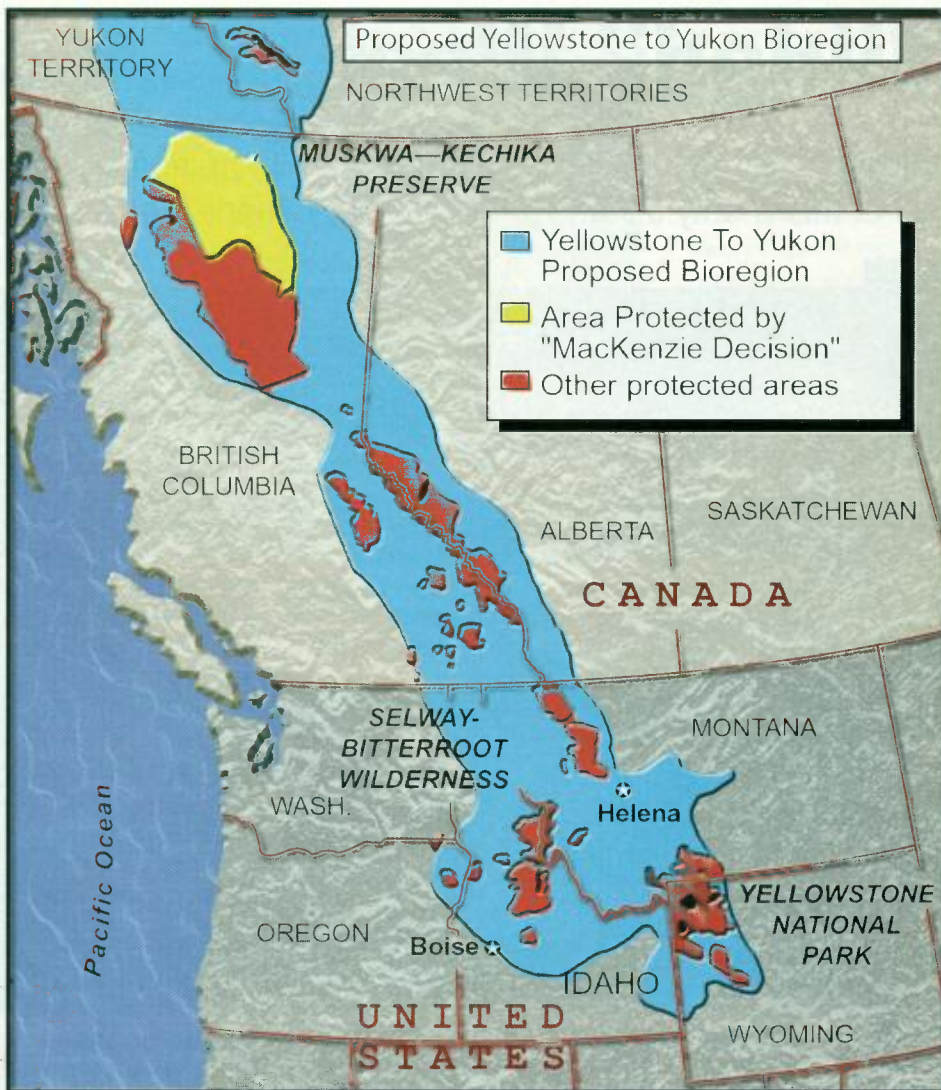 Proposed Yellowstone to Yukon Bioregion
YUKON
TERRITORY
NORTHWEST TERRITORIES
MUSKWA—KECHIKA
PRESERVE
Yellowstone To Yukon
Proposed Bioregion
Area Protected by
"MacKenzie Decision"
Other protected areas
BRITISH
COLUMBIA
ALBERTA
SASKATCHEWAN
CANADA
SELWAY-
BITTERROOT
WILDERNESS
MONTANA
WASH.
Helena
Pacific Ocean
OREGON
Boise
YELLOWSTONE
NATIONAL
PARK
IDAHO
WYOMING
UNITED
STATES